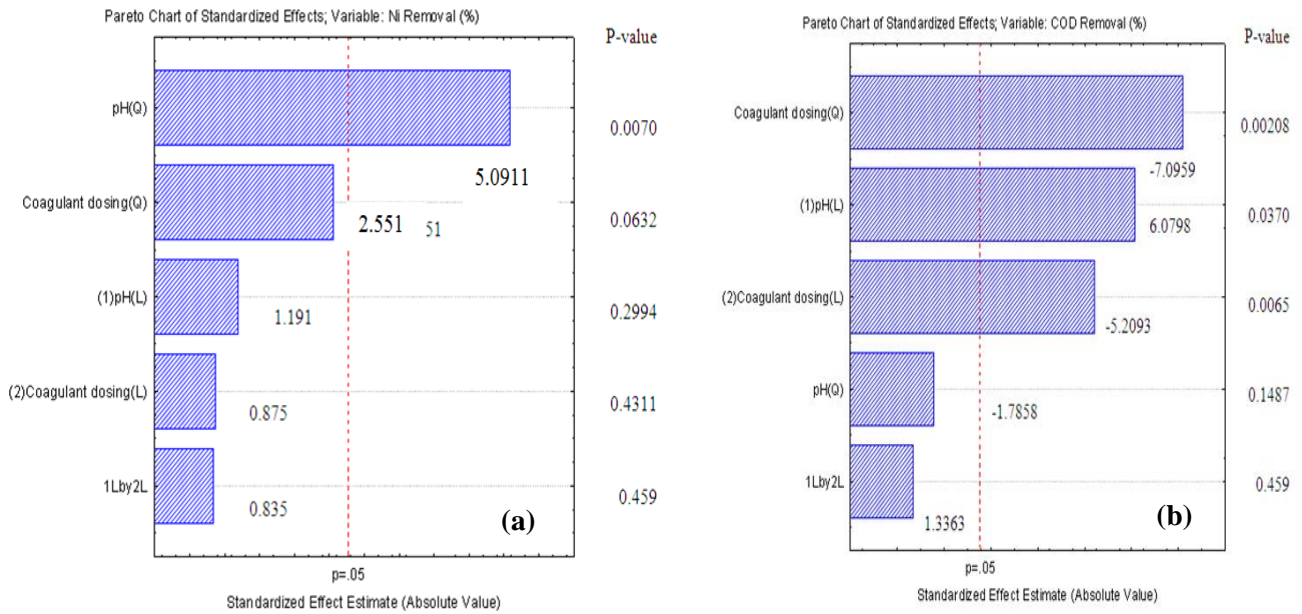 Pareto Chart of Standardized Effects; Variable: Ni Removal (%)
P-value
pH(Q)
0.0070
5.0911
Coagulant dosing(Q)
2.551
51
0.0632
(1)pH(L)
1.191
0.2994
(2)Coagulant dosing(L)
0.875
0.4311
1Lby2L
0.835
0.459
(a)
p=.05
Standardized Effect Estimate (Absolute Value)
Pareto Chart of Standardized Effects; Variable: COD Removal (%)
P-value
Coagulant dosing(Q)
0.00208
-7.0959
(1)pH(L)
6.0798
0.0370
(2)Coagulant dosing(L)
-5.2093
0.0065
pH(Q)
-1.7858
0.1487
1Lby2L
1.3363
0.459
(b)
p=.05
Standardized Effect Estimate (Absolute Value)